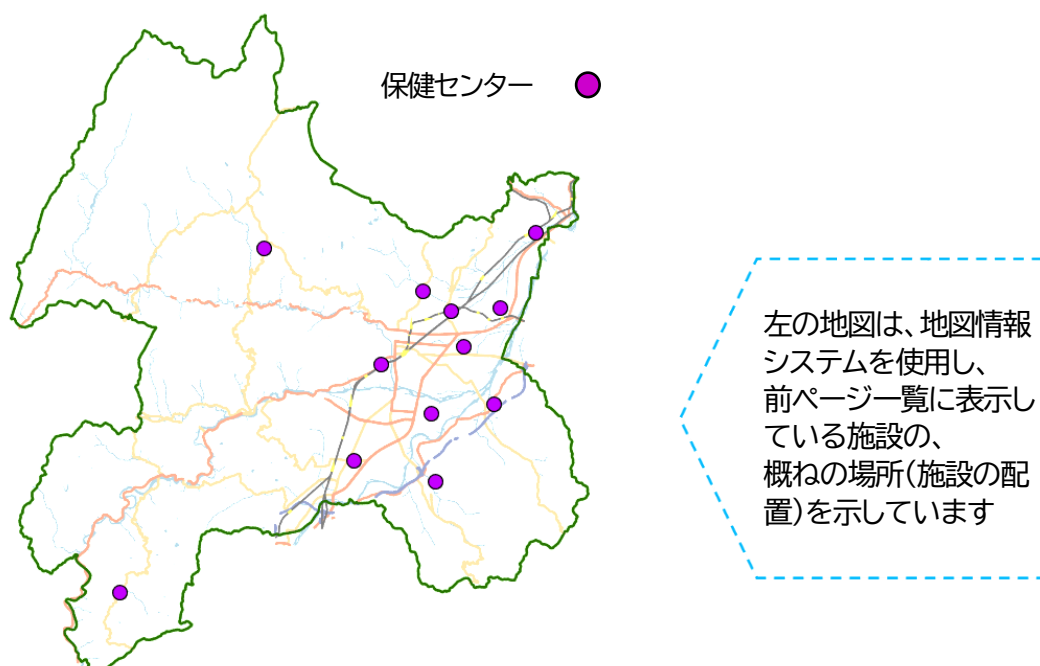 保健センター
左の地図は、地図情報
システムを使用し、
前ページ一覧に表示し
ている施設の、
概ねの場所(施設の配
置)を示しています